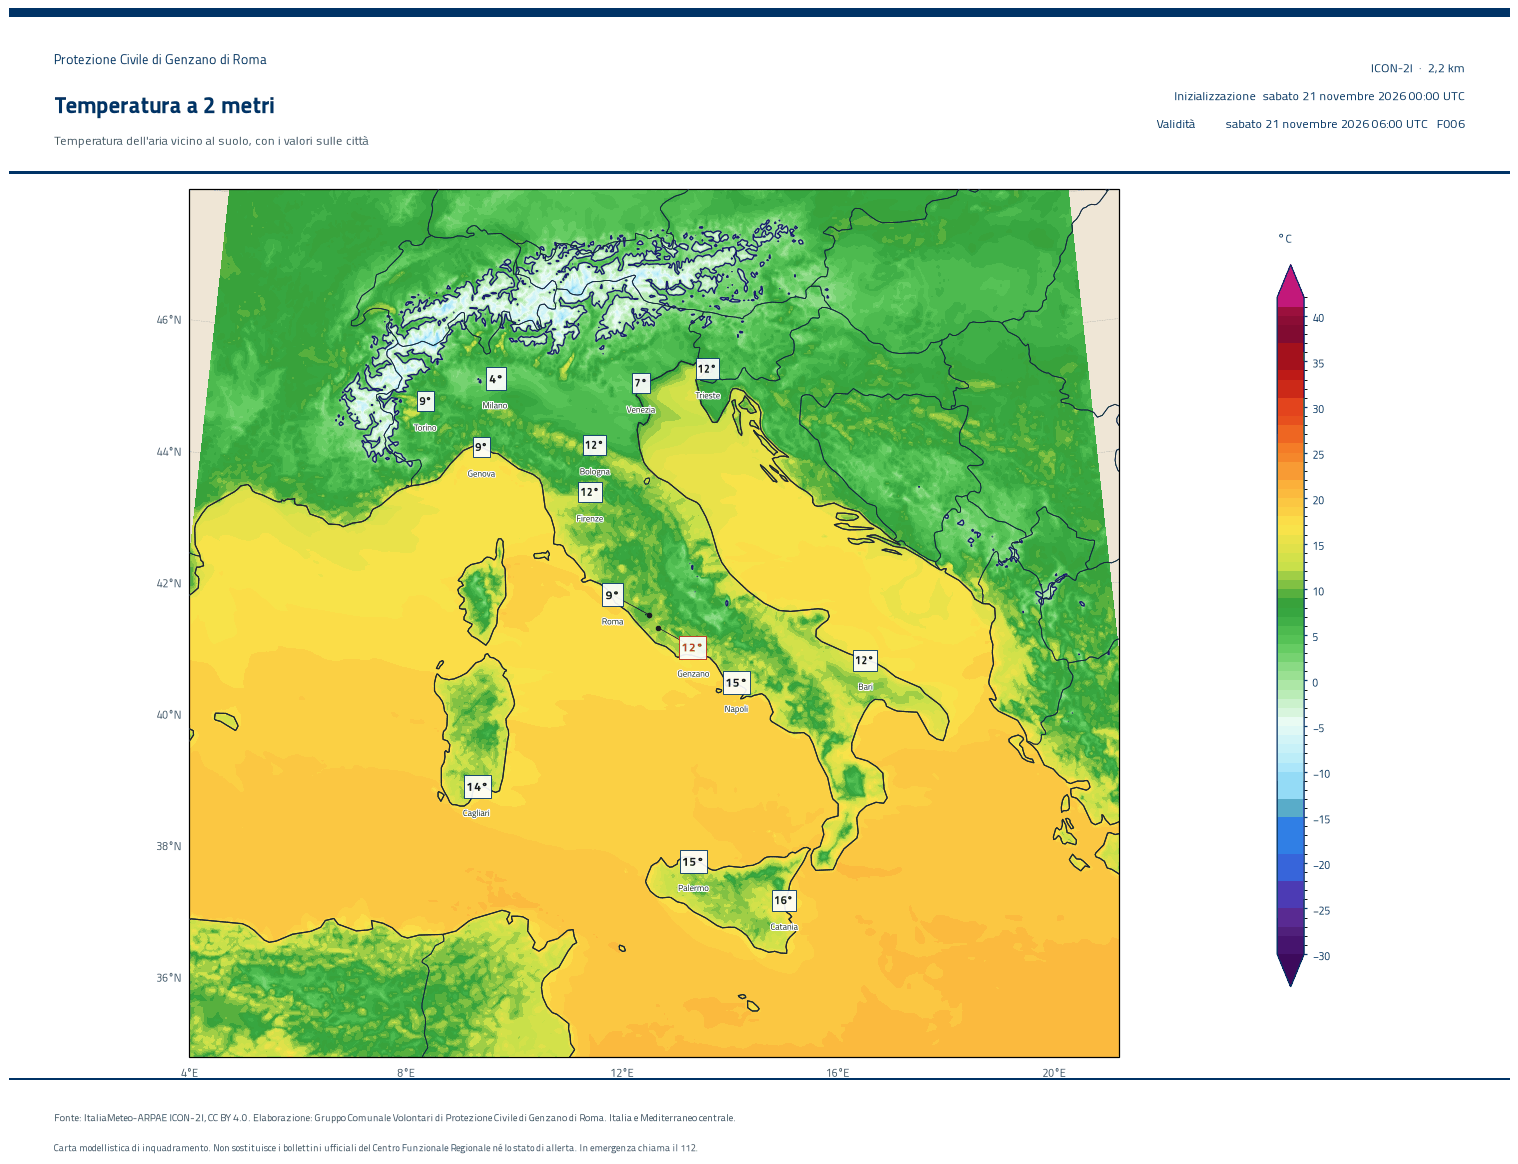 Protezione Civile di Genzano di Roma
Temperatura a 2 metri
Temperatura dell'aria vicino al suolo, con i valori sulle città
ICON-2I · 2,2 km
Inizializzazione sabato 21 novembre 2026 00:00 UTC
Validità sabato 21 novembre 2026 06:00 UTC F006
46°N
44°N
42°N
40°N
38°N
36°N
4°E
8°E
12°E
16°E
20°E
12°
Trieste
4°
Milano
7°
Venezia
9°
Torino
9°
Genova
12°
Bologna
12°
Firenze
9°
Roma
12°
Genzano
12°
Bari
15°
Napoli
14°
Cagliari
15°
Palermo
16°
Catania
°C
40
35
30
25
20
15
10
5
0
−5
−10
−15
−20
−25
−30
Fonte: ItaliaMeteo-ARPAE ICON-2I, CC BY 4.0. Elaborazione: Gruppo Comunale Volontari di Protezione Civile di Genzano di Roma. Italia e Mediterraneo centrale.
Carta modellistica di inquadramento. Non sostituisce i bollettini ufficiali del Centro Funzionale Regionale né lo stato di allerta. In emergenza chiama il 112.